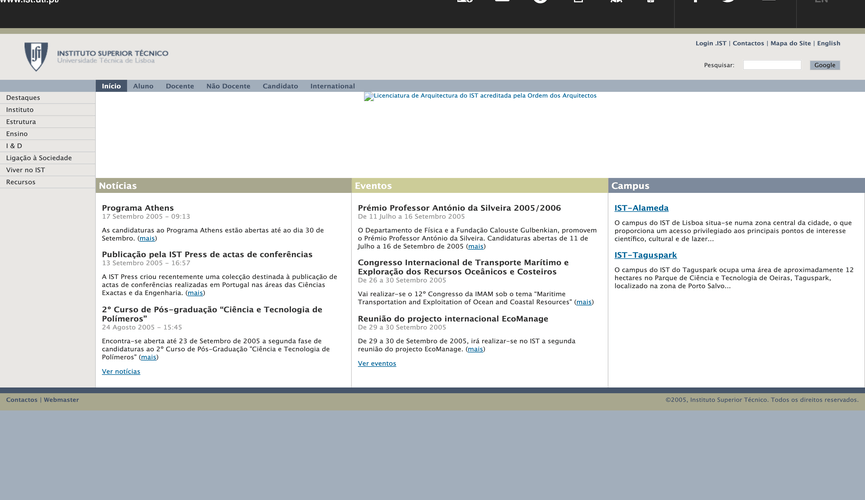 www.ist.utl.pt/
EN
INSTITUTO SUPERIOR TÉCNICO
Universidade Técnica de Lisboa
Login .IST | Contactos | Mapa do Site | English
Pesquisar:
Google
Início Aluno Docente Não Docente Candidato International
Destaques
Instituto
Estrutura
Ensino
I & D
Ligação à Sociedade
Viver no IST
Recursos
Licenciatura de Arquitectura do IST acreditada pela Ordem dos Arquitectos
Notícias
Programa Athens
17 Setembro 2005 - 09:13
As candidaturas ao Programa Athens estão abertas até ao dia 30 de
Setembro. (mais)
Publicação pela IST Press de actas de conferências
13 Setembro 2005 - 16:57
A IST Press criou recentemente uma colecção destinada à publicação de
actas de conferências realizadas em Portugal nas áreas das Ciências
Exactas e da Engenharia. (mais)
2º Curso de Pós-graduação "Ciência e Tecnologia de
Polímeros"
24 Agosto 2005 - 15:45
Encontra-se aberta até 23 de Setembro de 2005 a segunda fase de
candidaturas ao 2º Curso de Pós-Graduação "Ciência e Tecnologia de
Polímeros" (mais)
Ver notícias
Eventos
Prémio Professor António da Silveira 2005/2006
De 11 Julho a 16 Setembro 2005
O Departamento de Física e a Fundação Calouste Gulbenkian, promovem
o Prémio Professor António da Silveira. Candidaturas abertas de 11 de
Julho a 16 de Setembro de 2005 (mais)
Congresso Internacional de Transporte Marítimo e
Exploração dos Recursos Oceânicos e Costeiros
De 26 a 30 Setembro 2005
Vai realizar-se o 12º Congresso da IMAM sob o tema "Maritime
Transportation and Exploitation of Ocean and Coastal Resources" (mais)
Reunião do projecto internacional EcoManage
De 29 a 30 Setembro 2005
De 29 a 30 de Setembro de 2005, irá realizar-se no IST a segunda
reunião do projecto EcoManage. (mais)
Ver eventos
Campus
IST-Alameda
O campus do IST de Lisboa situa-se numa zona central da cidade, o que
proporciona um acesso privilegiado aos principais pontos de interesse
científico, cultural e de lazer...
IST-Taguspark
O campus do IST do Taguspark ocupa uma área de aproximadamente 12
hectares no Parque de Ciência e Tecnologia de Oeiras, Taguspark,
localizado na zona de Porto Salvo...
Contactos | Webmaster
©2005, Instituto Superior Técnico. Todos os direitos reservados.